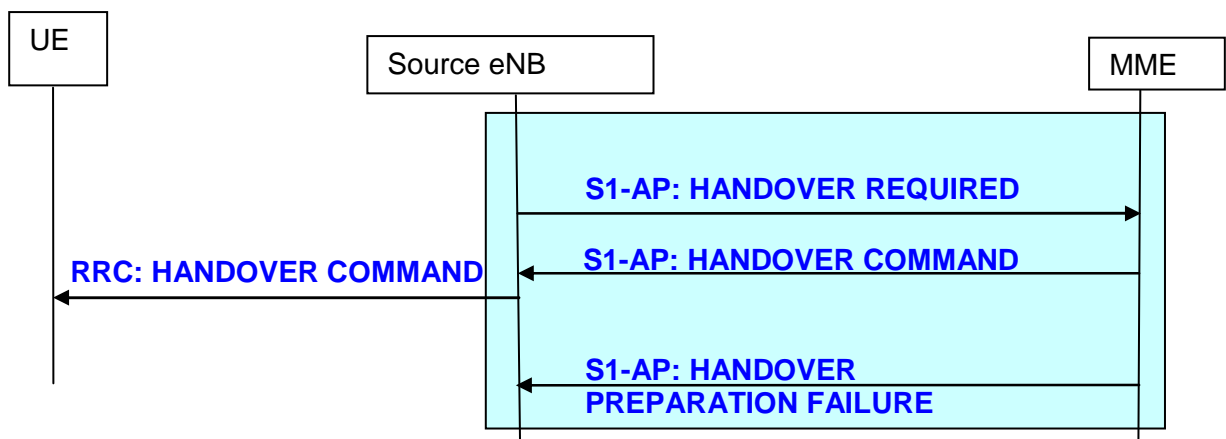 UE
Source eNB
MME
S1-AP: HANDOVER REQUIRED
S1-AP: HANDOVER COMMAND
RRC: HANDOVER COMMAND
S1-AP: HANDOVER
PREPARATION FAILURE